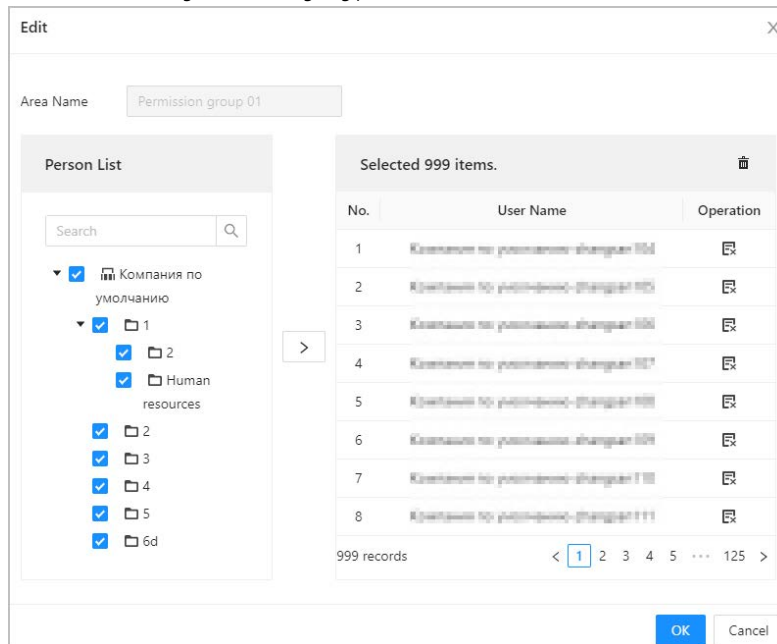 Edit
Area Name
Permission group 01
Person List
Search
Компания по
умолчанию
1
2
Human
resources
2
3
4
5
6d
>
Selected 999 items.
No. User Name Operation
1
2
3
4
5
6
7
8
999 records < 1 2 3 4 5 ··· 125 >
OK Cancel